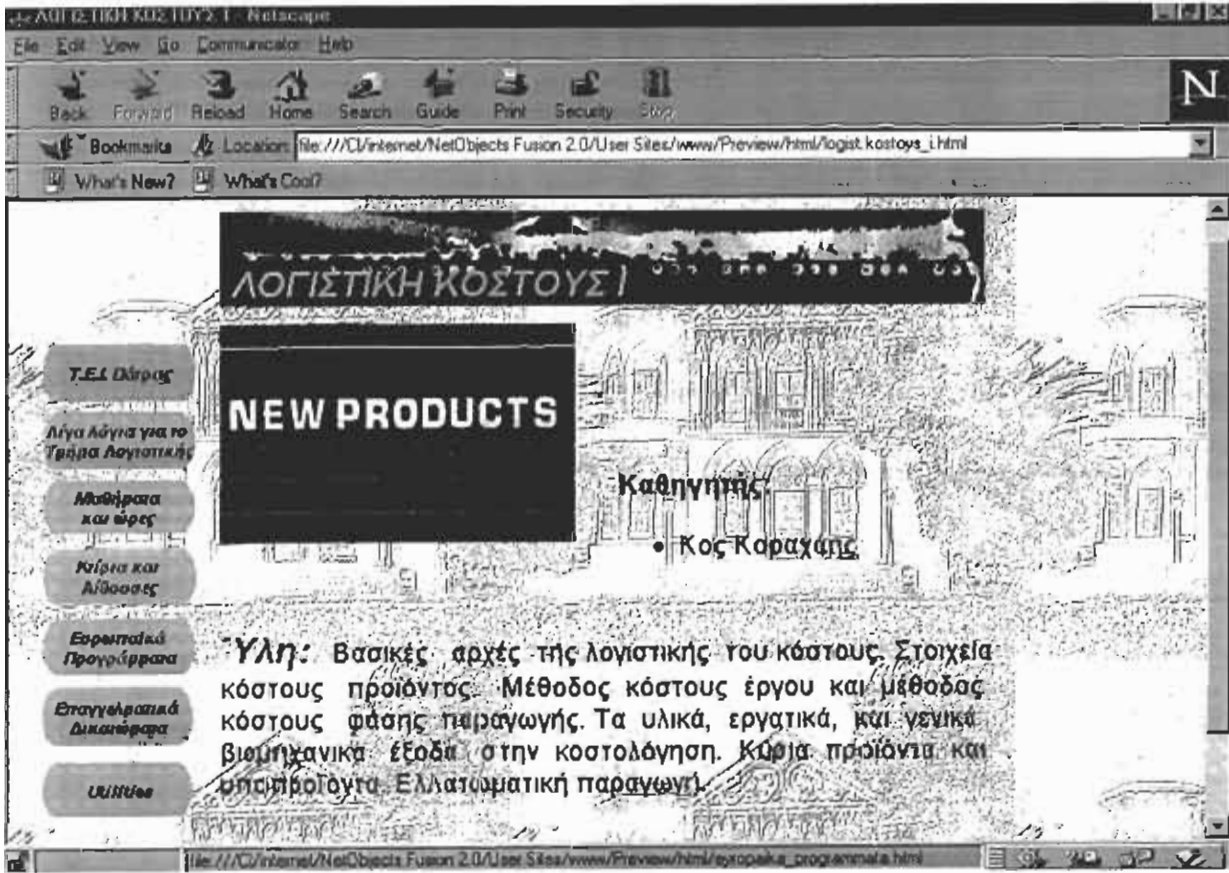 ΛΟΓΙΣΤΙΚΗ ΚΟΣΤΟΥΣ Ι - Netscape
File Edit View Go Communicator Help
Back Forward Reload Home Search Guide Print Security Stop
N
Bookmarks Location: file:///C|/internet/NetObjects Fusion 2.0/User Sites/www/Preview/html/logist.kostoys_i.html
What's New? What's Cool?
ΛΟΓΙΣΤΙΚΗ ΚΟΣΤΟΥΣ Ι
NEW PRODUCTS
Καθηγητής:
• Κος Κοραχάης
Τ.Ε.Ι. Πάτρας
Λίγα Λόγια για το
Τμήμα Λογιστικής
Μαθήματα
και ώρες
Κτίρια και
Αίθουσες
Ευρωπαϊκά
Προγράμματα
Επαγγελματικά
Δικαιώματα
Utilities
Ύλη: Βασικές αρχές της λογιστικής του κόστους. Στοιχεία
κόστους προϊόντος. Μέθοδος κόστους έργου και μέθοδος
κόστους φάσης παραγωγής. Τα υλικά, εργατικά, και γενικά
βιομηχανικά έξοδα στην κοστολόγηση. Κύρια προϊόντα και
υποπροϊόντα. Ελλατωματική παραγωγή.
file:///C|/internet/NetObjects Fusion 2.0/User Sites/www/Preview/html/eyropaika_programmata.html